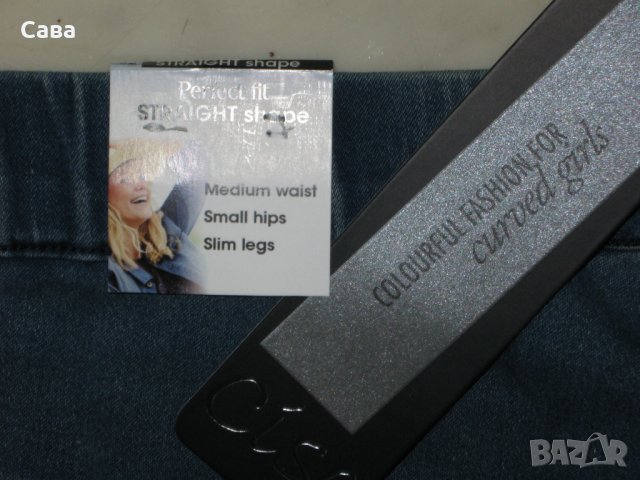 Сава
STRAIGHT shape
Perfect fit
STRAIGHT shape
Medium waist
Small hips
Slim legs
COLOURFUL FASHION FOR
curved girls
BAZAR